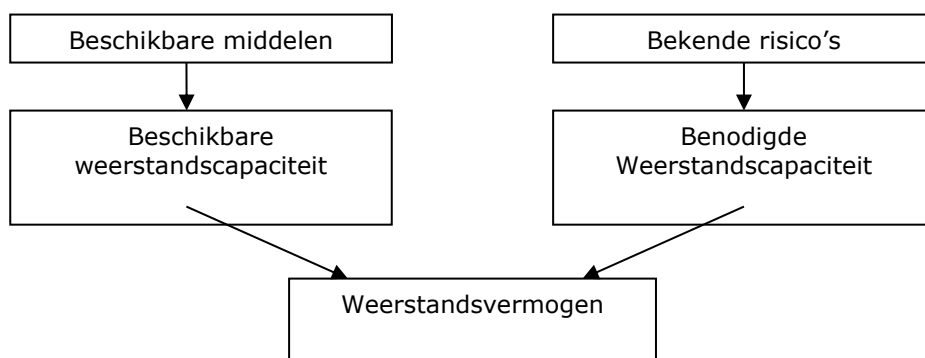 Beschikbare middelen
Bekende risico's
Beschikbare
weerstandscapaciteit
Benodigde
Weerstandscapaciteit
Weerstandsvermogen